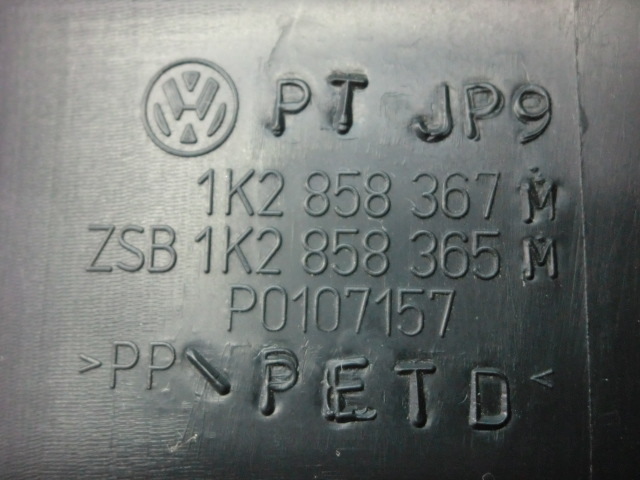 PT JP9
1K2 858 367 M
ZSB 1K2 858 365 M
P0107157
>PP\PETD<